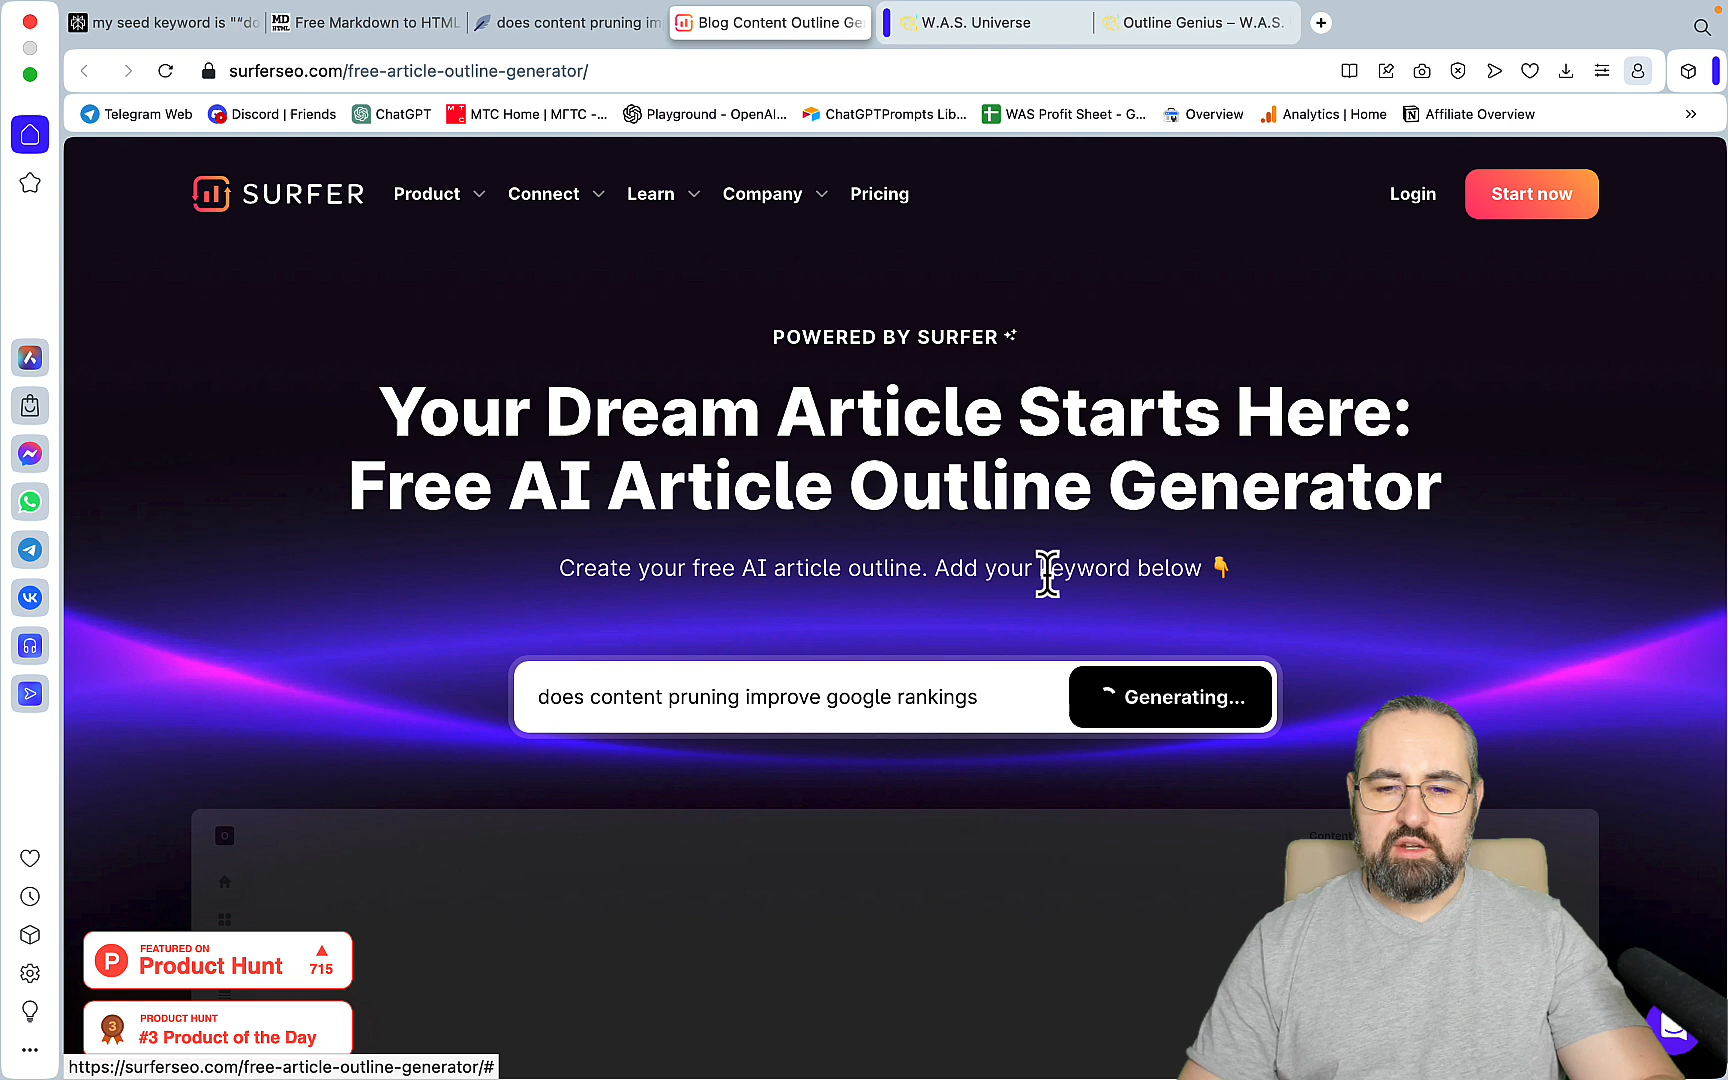 my seed keyword is "“do
Free Markdown to HTML
does content pruning im
Blog Content Outline Ge
W.A.S. Universe
Outline Genius – W.A.S.
surferseo.com/free-article-outline-generator/
Telegram Web
Discord | Friends
ChatGPT
МТС Home | МГТС -...
Playground - OpenAI...
ChatGPTPrompts Lib...
WAS Profit Sheet - G...
Overview
Analytics | Home
Affiliate Overview
SURFER
Product
Connect
Learn
Company
Pricing
Login
Start now
POWERED BY SURFER
Your Dream Article Starts Here:
Free AI Article Outline Generator
Create your free AI article outline. Add your keyword below 👇
does content pruning improve google rankings
Generating...
Content
FEATURED ON
Product Hunt
715
PRODUCT HUNT
#3 Product of the Day
https://surferseo.com/free-article-outline-generator/#